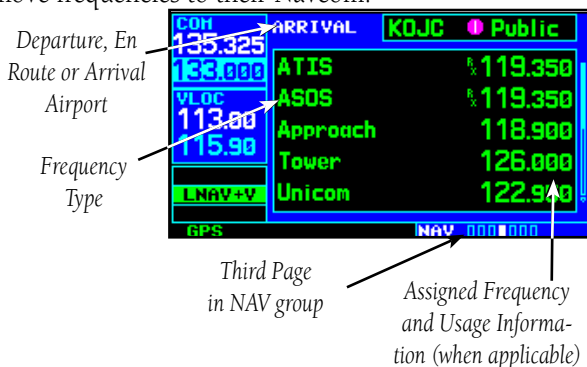 move frequencies to their Navcom.
Departure, En
Route or Arrival
Airport
Frequency
Type
COM
135.325
133.000
VLOC
113.00
115.90
LNAV+V
GPS
ARRIVAL KOJC Public
ATIS Rx 119.350
ASOS Rx 119.350
Approach 118.900
Tower 126.000
Unicom 122.950
NAV
Third Page
in NAV group
Assigned Frequency
and Usage Informa-
tion (when applicable)